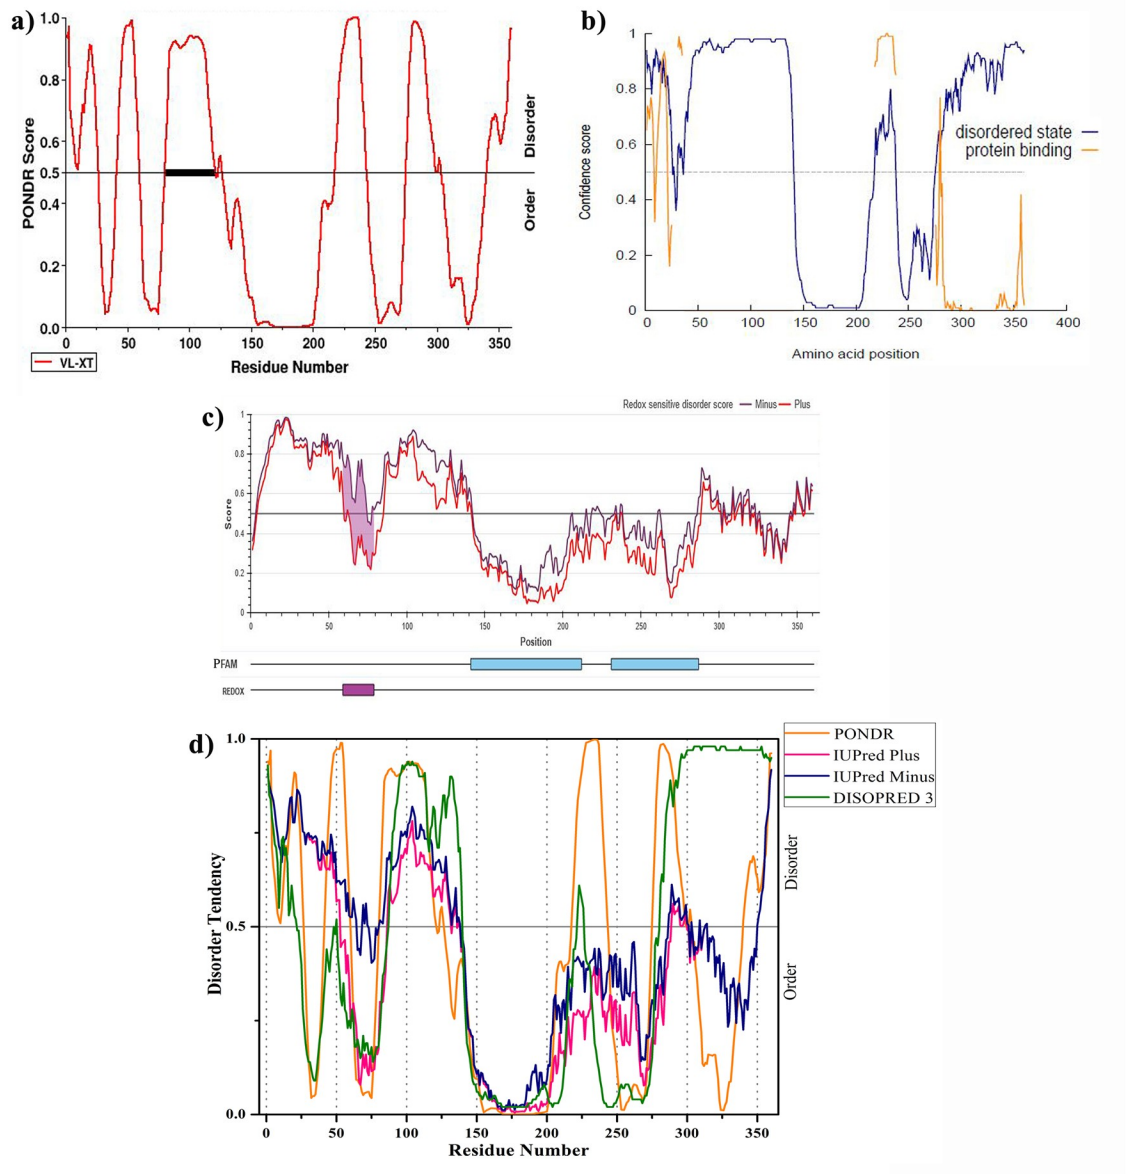 a)
1.0
0.8
0.6
0.5
0.4
0.2
0.0
PONDR Score
Disorder
Order
0 50 100 150 200 250 300 350
Residue Number
VL-XT
b)
1
0.8
0.6
0.4
0.2
0
Confidence score
disordered state
protein binding
0 50 100 150 200 250 300 350 400
Amino acid position
c)
Redox sensitive disorder score Minus Plus
1
0.8
0.6
0.4
0.2
0
Score
0 50 100 150 200 250 300 350
Position
PFAM
REDOX
d)
PONDR
IUPred Plus
IUPred Minus
DISOPRED 3
1.0
0.5
0.0
Disorder Tendency
Disorder
Order
0 50 100 150 200 250 300 350
Residue Number